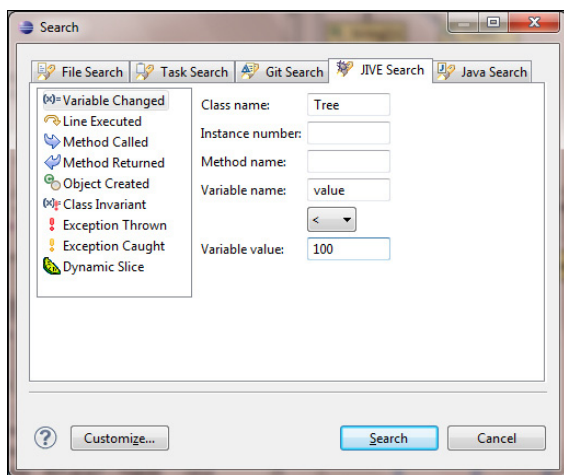 Search
File Search Task Search Git Search JIVE Search Java Search
(x)= Variable Changed
Line Executed
Method Called
Method Returned
Object Created
Class Invariant
Exception Thrown
Exception Caught
Dynamic Slice
Class name: Tree
Instance number:
Method name:
Variable name: value
<
Variable value: 100
Customize...
Search
Cancel